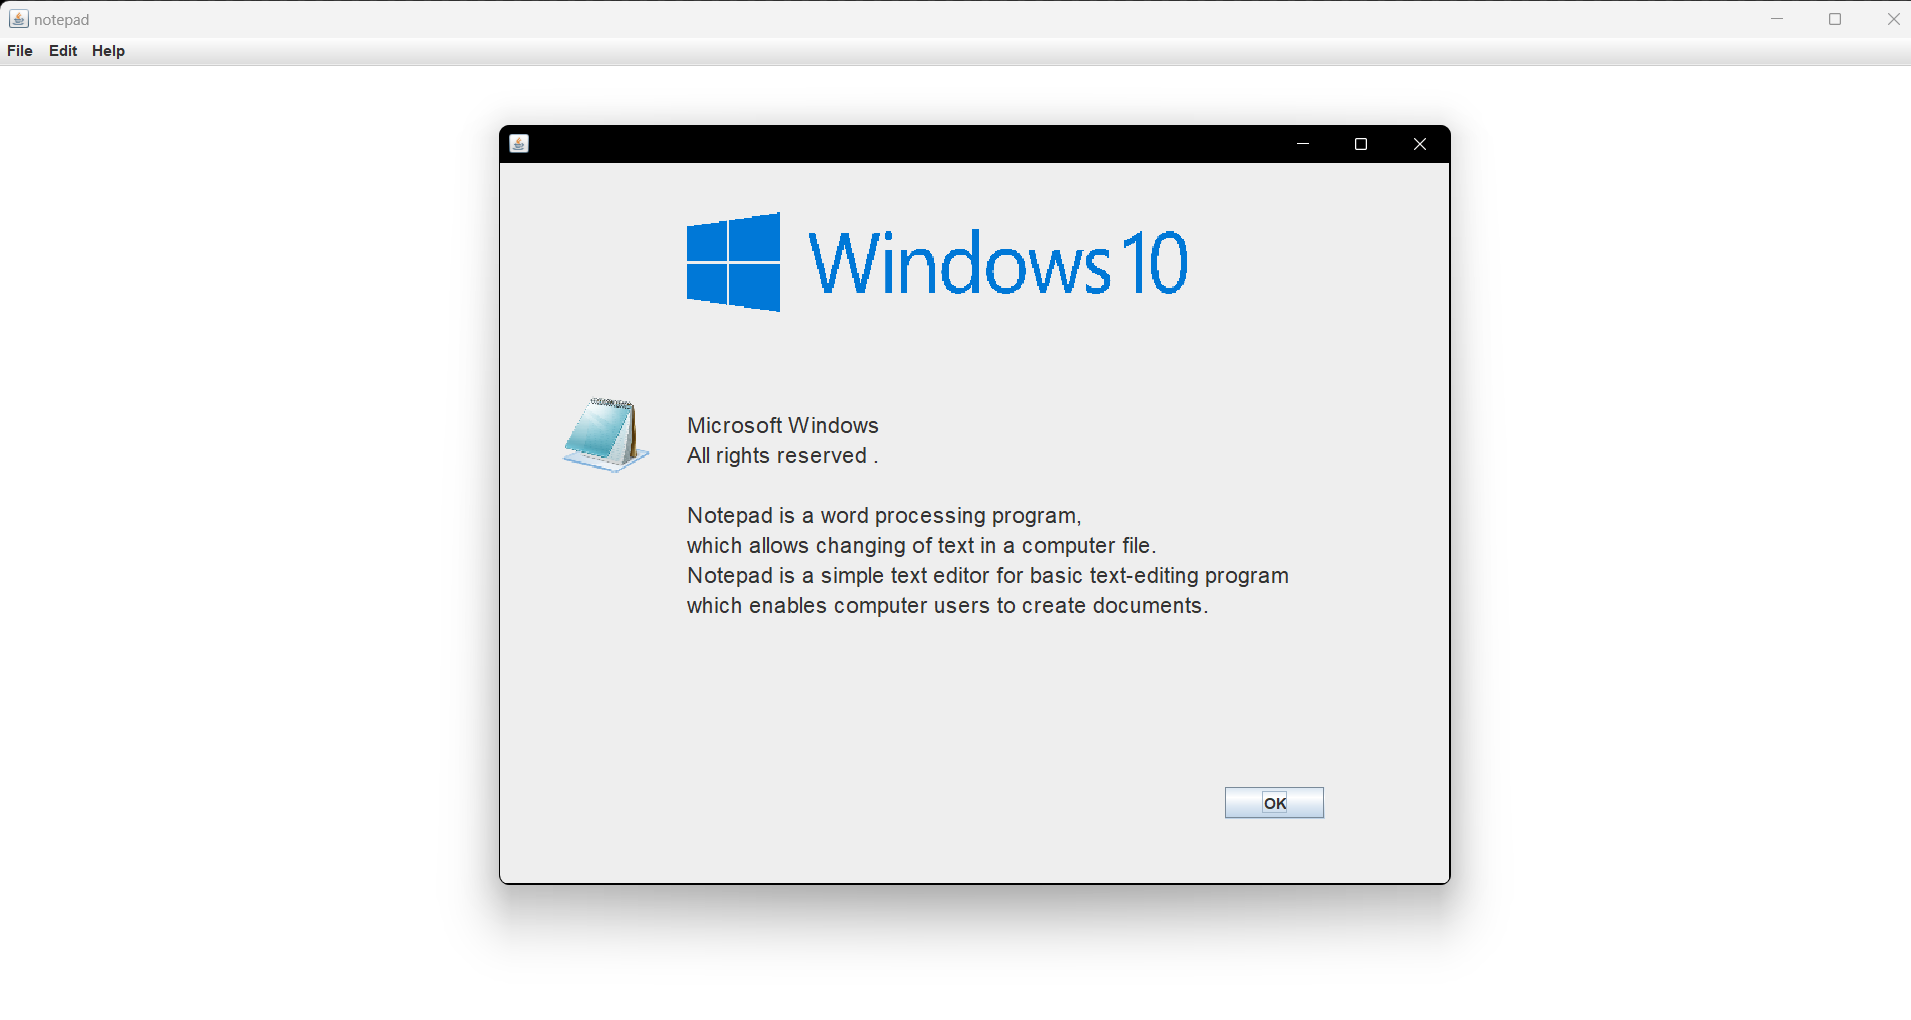 notepad
File Edit Help
Windows 10
Microsoft Windows
All rights reserved .
Notepad is a word processing program,
which allows changing of text in a computer file.
Notepad is a simple text editor for basic text-editing program
which enables computer users to create documents.
OK